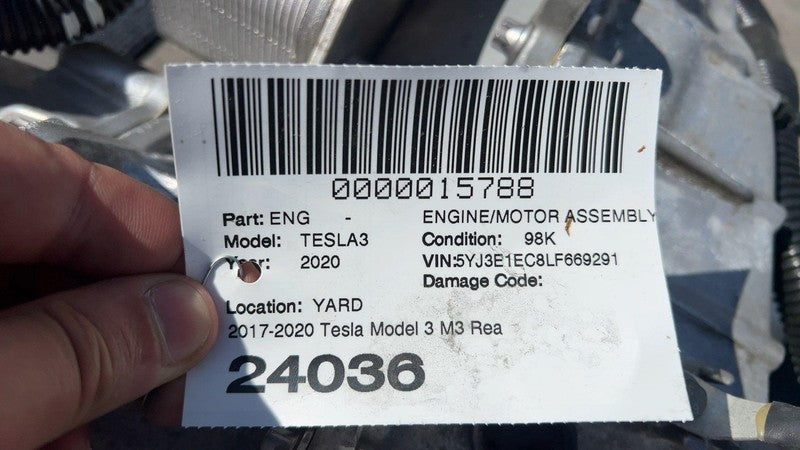 0000015788
Part: ENG - ENGINE/MOTOR ASSEMBLY
Model: TESLA3 Condition: 98K
Year: 2020 VIN:5YJ3E1EC8LF669291
Damage Code:
Location: YARD
2017-2020 Tesla Model 3 M3 Rea
24036